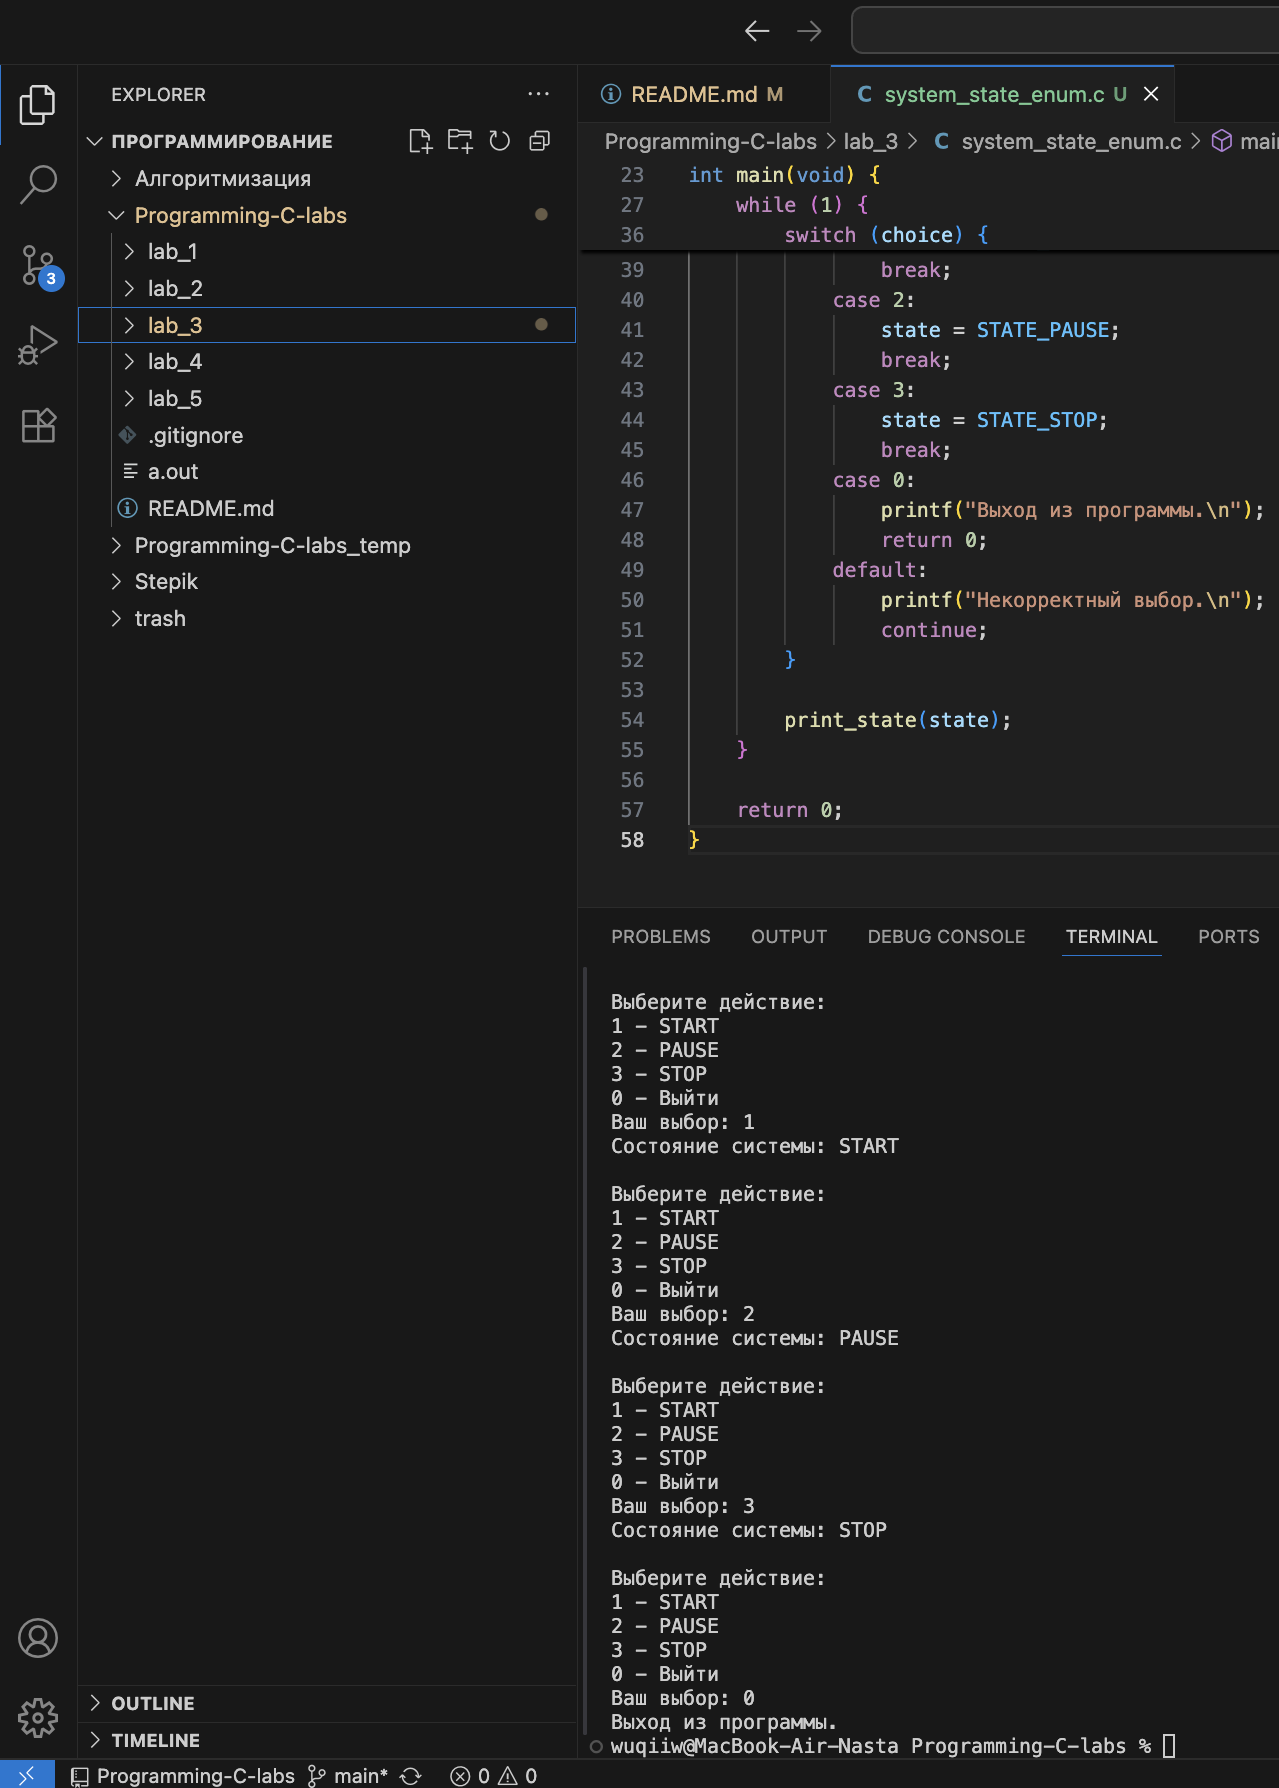 EXPLORER
ПРОГРАММИРОВАНИЕ
Алгоритмизация
Programming-C-labs
lab_1
lab_2
lab_3
lab_4
lab_5
.gitignore
a.out
README.md
Programming-C-labs_temp
Stepik
trash
3
OUTLINE
TIMELINE
README.md M
C system_state_enum.c U
Programming-C-labs > lab_3 > C system_state_enum.c > mai
23 int main(void) {
27 while (1) {
36 switch (choice) {
39 break;
40 case 2:
41 state = STATE_PAUSE;
42 break;
43 case 3:
44 state = STATE_STOP;
45 break;
46 case 0:
47 printf("Выход из программы.\n");
48 return 0;
49 default:
50 printf("Некорректный выбор.\n");
51 continue;
52 }
53
54 print_state(state);
55 }
56
57 return 0;
58 }
PROBLEMS OUTPUT DEBUG CONSOLE TERMINAL PORTS
Выберите действие:
1 – START
2 – PAUSE
3 – STOP
0 – Выйти
Ваш выбор: 1
Состояние системы: START
Выберите действие:
1 – START
2 – PAUSE
3 – STOP
0 – Выйти
Ваш выбор: 2
Состояние системы: PAUSE
Выберите действие:
1 – START
2 – PAUSE
3 – STOP
0 – Выйти
Ваш выбор: 3
Состояние системы: STOP
Выберите действие:
1 – START
2 – PAUSE
3 – STOP
0 – Выйти
Ваш выбор: 0
Выход из программы.
wuqiiw@MacBook-Air-Nasta Programming-C-labs %
Programming-C-labs main* 0 0